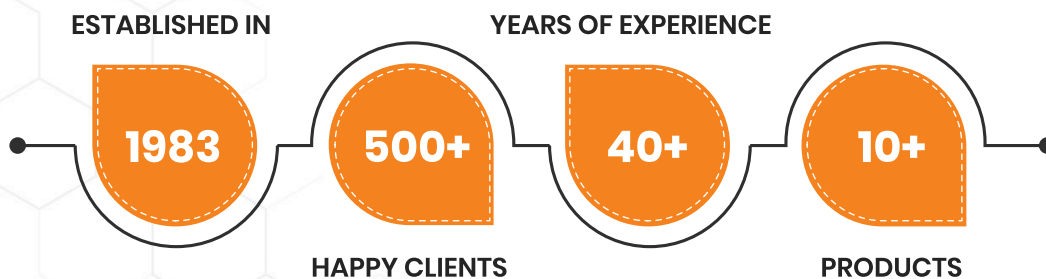 ESTABLISHED IN
1983
500+
HAPPY CLIENTS
YEARS OF EXPERIENCE
40+
10+
PRODUCTS